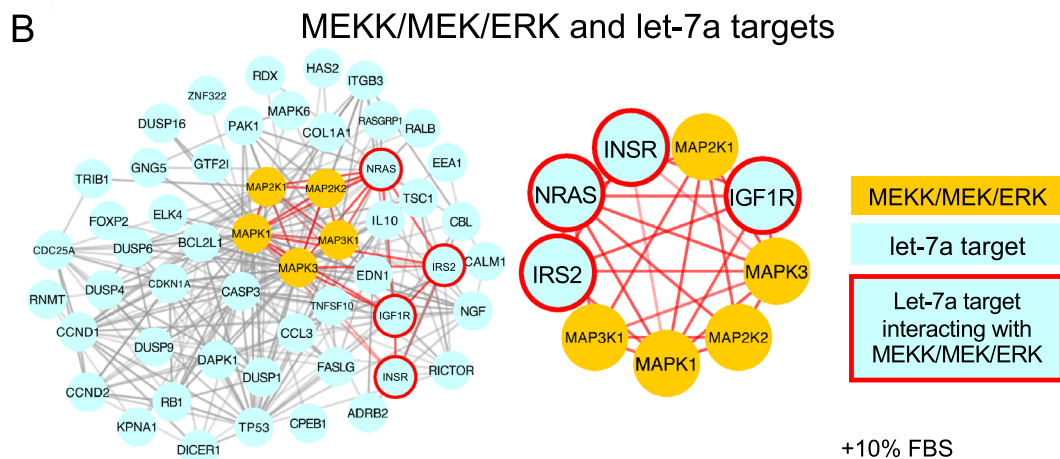 B
MEKK/MEK/ERK and let-7a targets
RDX
HAS2
ITGB3
ZNF322
MAPK6
DUSP16
PAK1
COL1A1
RASGRP1
RALB
GNG5
GTF2I
NRAS
EEA1
TRIB1
MAP2K1
MAP2K2
TSC1
FOXP2
ELK4
IL10
CBL
CDC25A
DUSP6
BCL2L1
MAPK1
MAP3K1
CALM1
MAPK3
EDN1
IRS2
RNMT
DUSP4
CDKN1A
CASP3
TNFSF10
IGF1R
NGF
CCND1
DUSP9
CCL3
DAPK1
FASLG
DUSP1
INSR
RICTOR
CCND2
RB1
ADRB2
KPNA1
TP53
CPEB1
DICER1
INSR
MAP2K1
NRAS
IGF1R
IRS2
MAPK3
MAP3K1
MAP2K2
MAPK1
MEKK/MEK/ERK
let-7a target
Let-7a target
interacting with
MEKK/MEK/ERK
+10% FBS